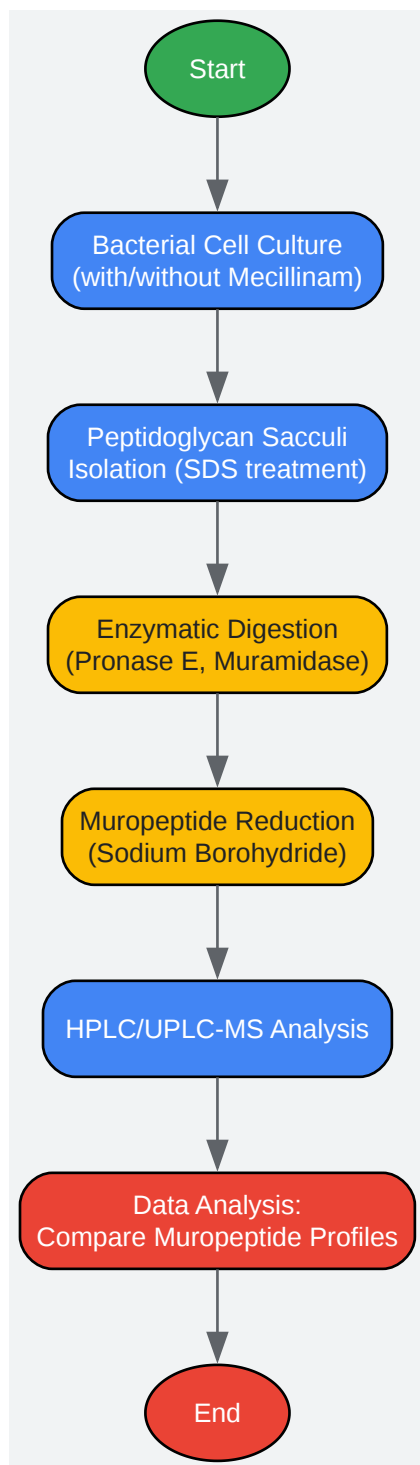 Start
Bacterial Cell Culture
(with/without Mecillinam)
Peptidoglycan Sacculi
Isolation (SDS treatment)
Enzymatic Digestion
(Pronase E, Muramidase)
Muropeptide Reduction
(Sodium Borohydride)
HPLC/UPLC-MS Analysis
Data Analysis:
Compare Muropeptide Profiles
End